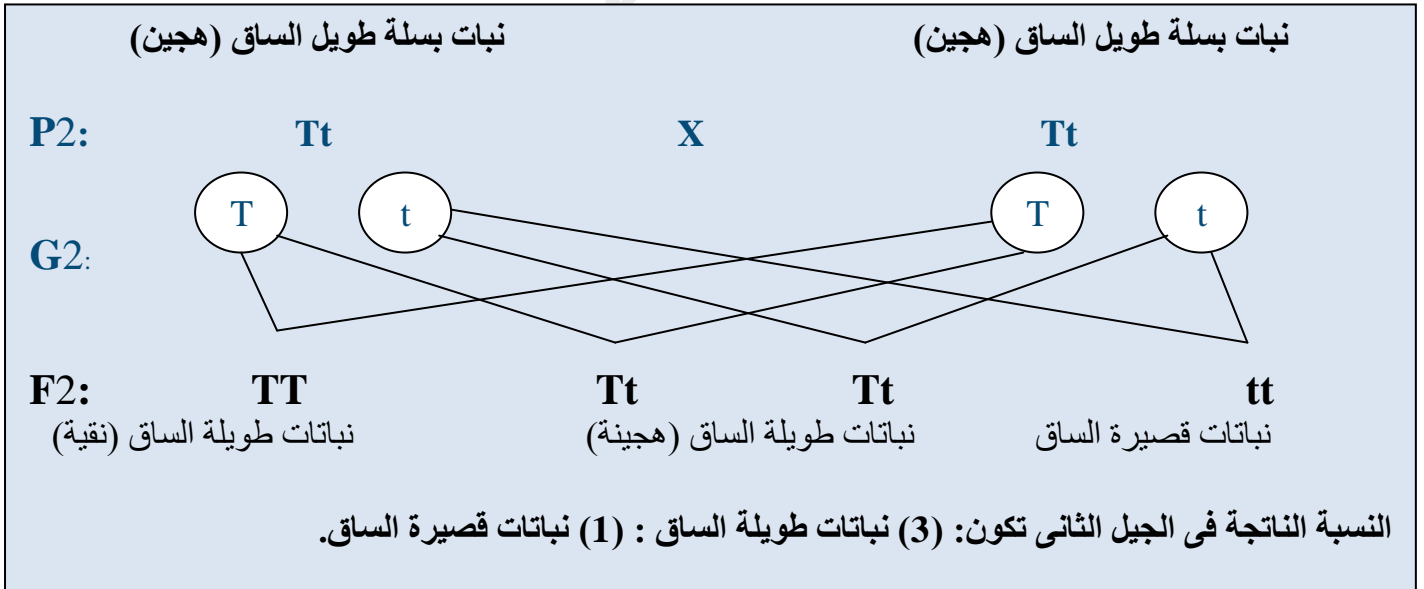 نبات بسلة طويل الساق (هجين) نبات بسلة طويل الساق (هجين)
P2: Tt X Tt
T t T t
G2:
F2: TT Tt Tt tt
نباتات طويلة الساق (نقية) نباتات طويلة الساق (هجينة) نباتات قصيرة الساق
النسبة الناتجة فى الجيل الثانى تكون: (3) نباتات طويلة الساق : (1) نباتات قصيرة الساق.